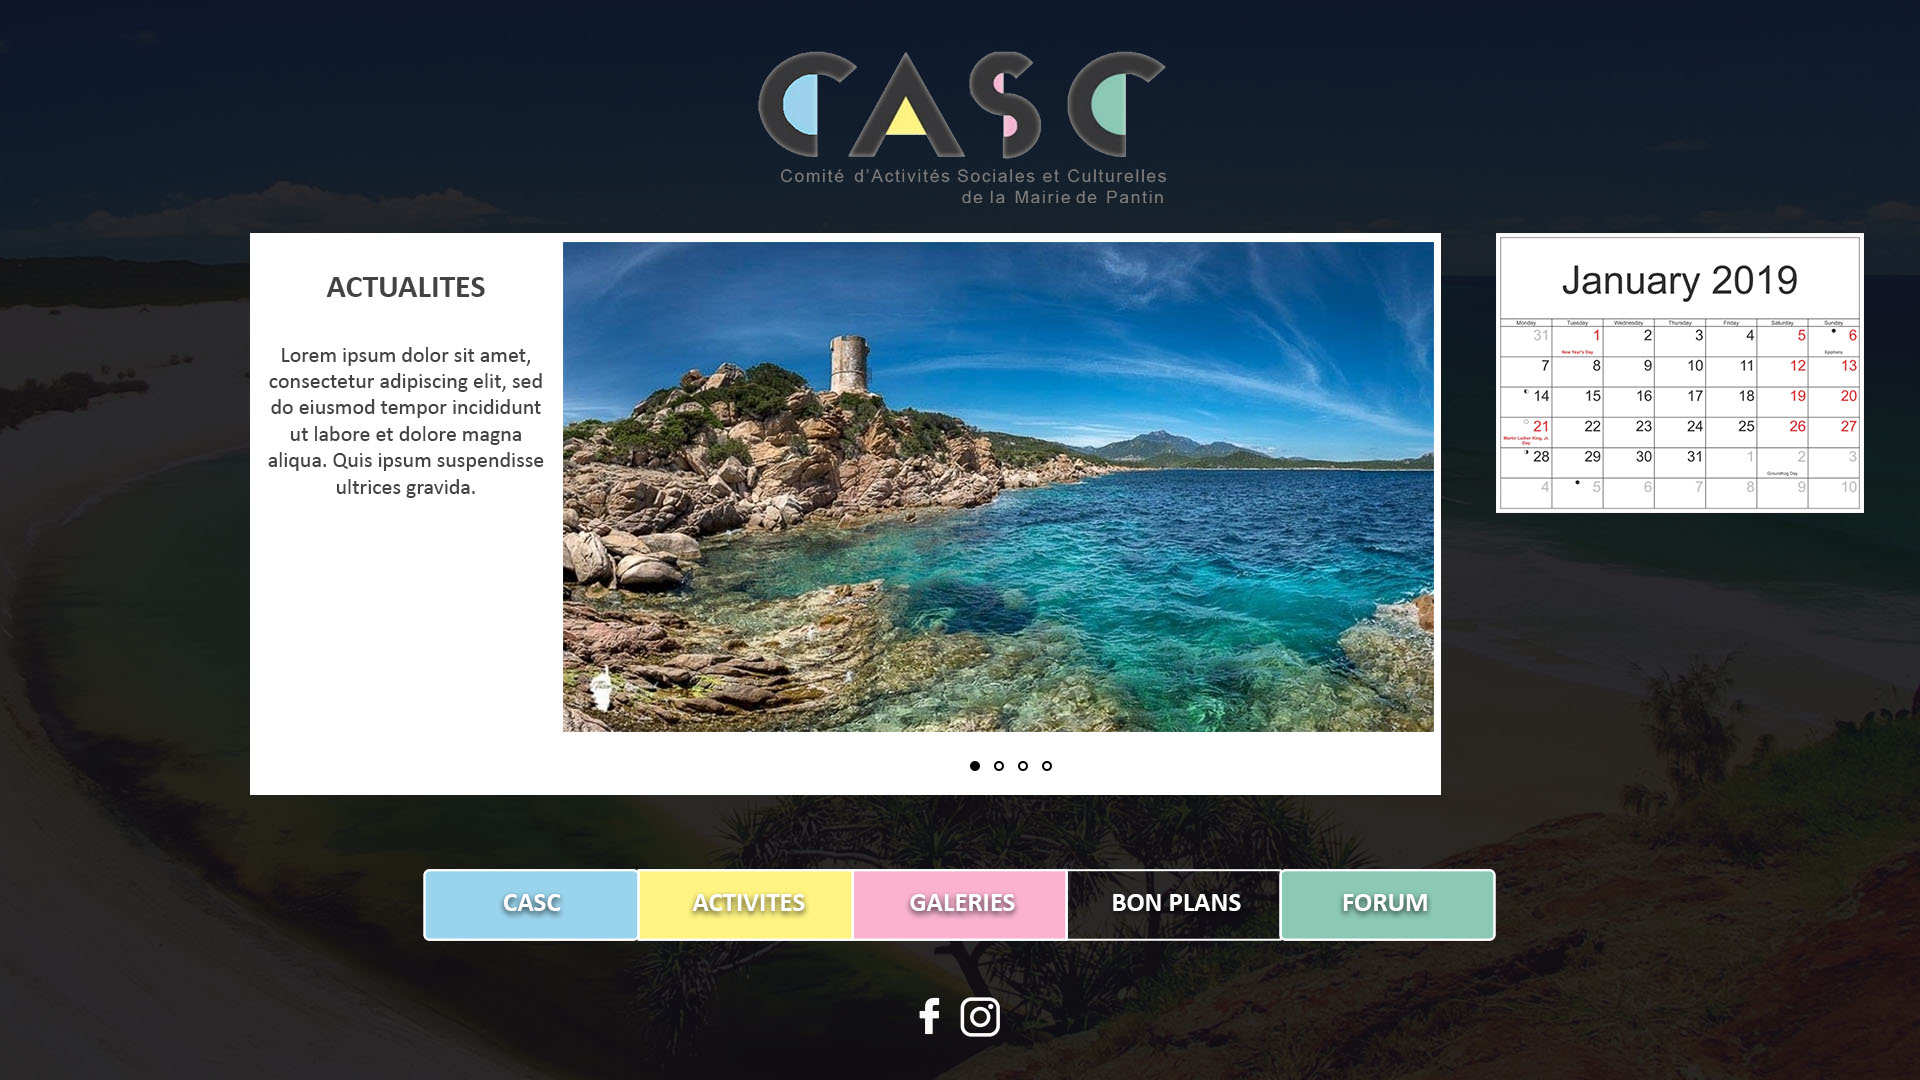 CASC
Comité d'Activités Sociales et Culturelles
de la Mairie de Pantin
ACTUALITES
Lorem ipsum dolor sit amet,
consectetur adipiscing elit, sed
do eiusmod tempor incididunt
ut labore et dolore magna
aliqua. Quis ipsum suspendisse
ultrices gravida.
January 2019
Monday Tuesday Wednesday Thursday Friday Saturday Sunday
31 1 2 3 4 5 6
New Year's Day Epiphany
7 8 9 10 11 12 13
14 15 16 17 18 19 20
21 22 23 24 25 26 27
Martin Luther King, Jr.
Day
28 29 30 31 1 2 3
Groundhog Day
4 5 6 7 8 9 10
CASC ACTIVITES GALERIES BON PLANS FORUM